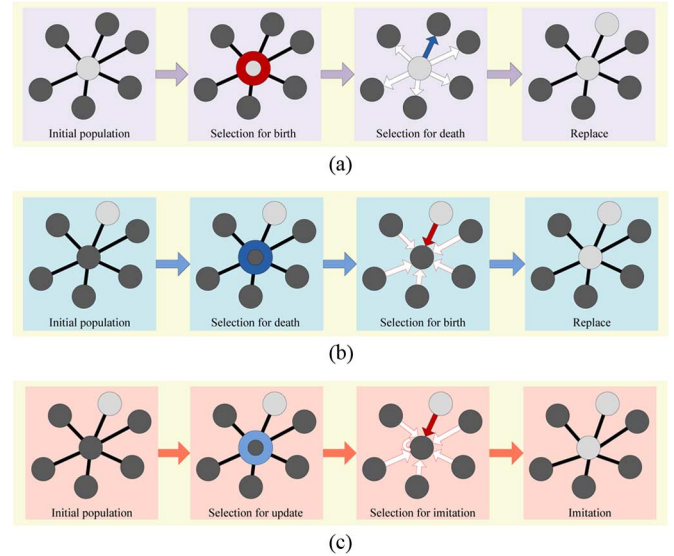 Initial population Selection for birth Selection for death Replace
(a)
Initial population Selection for death Selection for birth Replace
(b)
Initial population Selection for update Selection for imitation Imitation
(c)